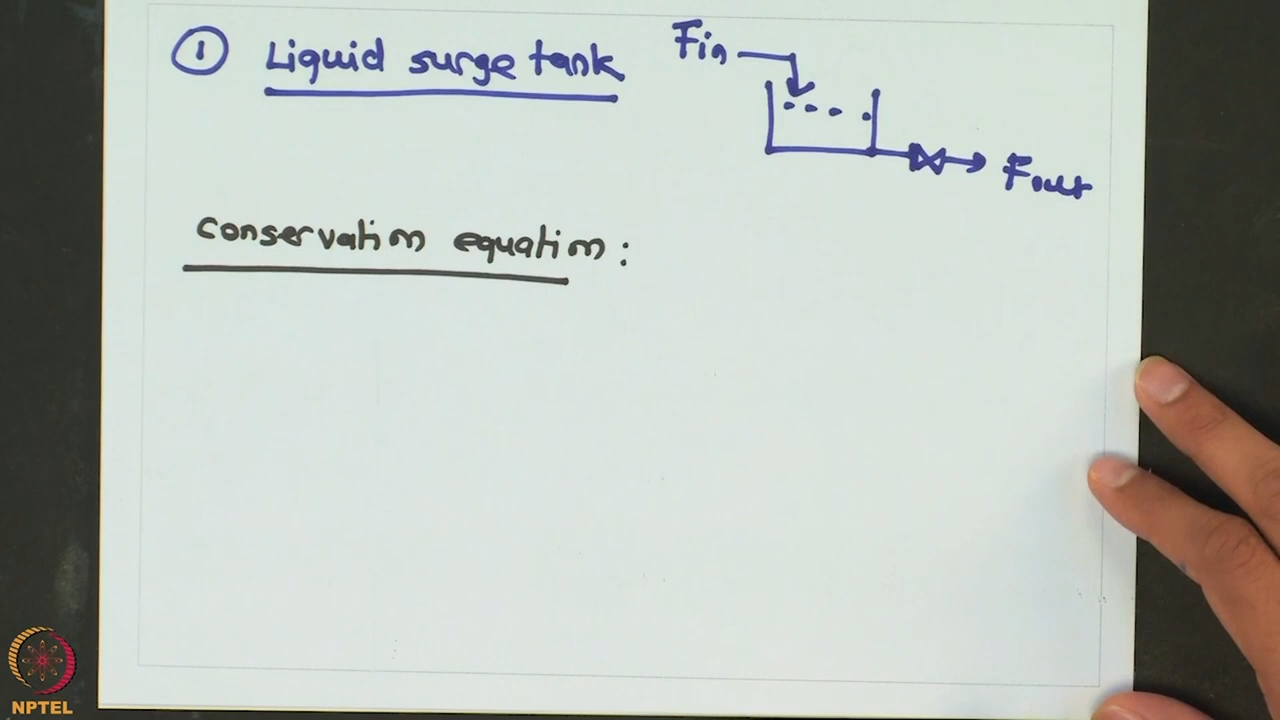 ① Liquid surge tank
Fin
Fout
Conservation equation:
NPTEL